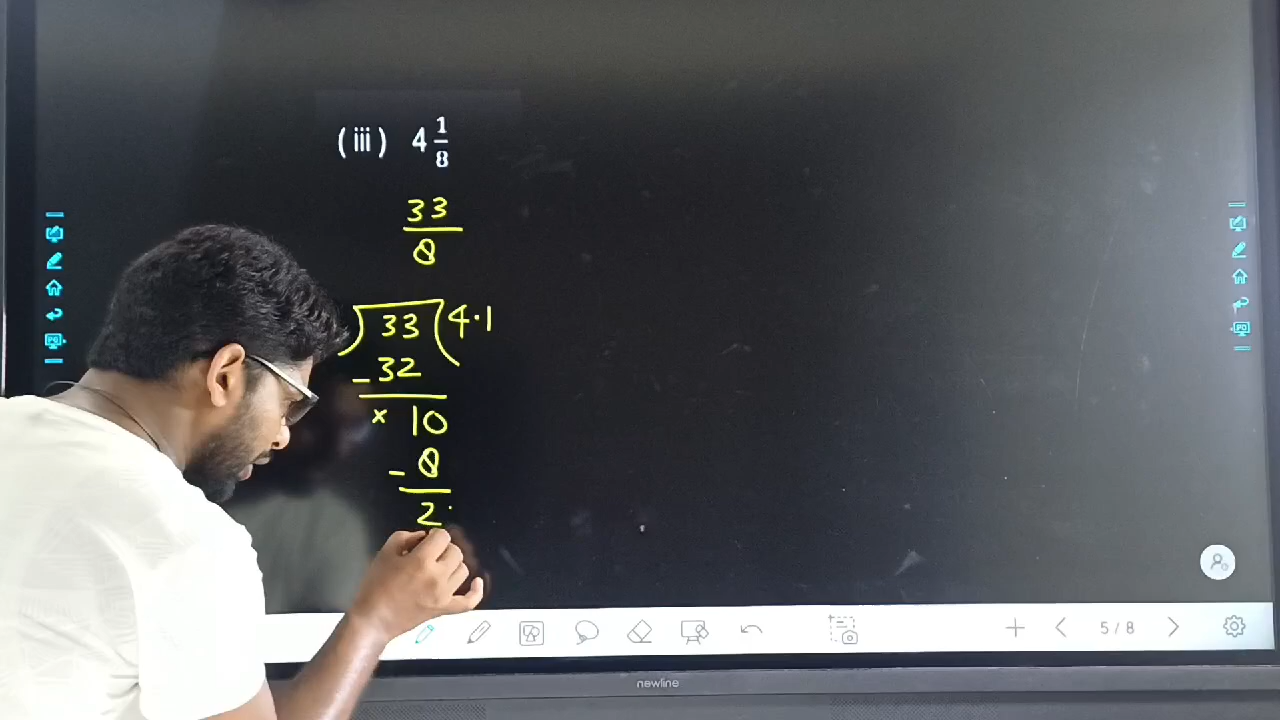 (iii) 4 1/8
33
8
) 33 ( 4.1
- 32
× 10
- 8
2
5 / 8
newline